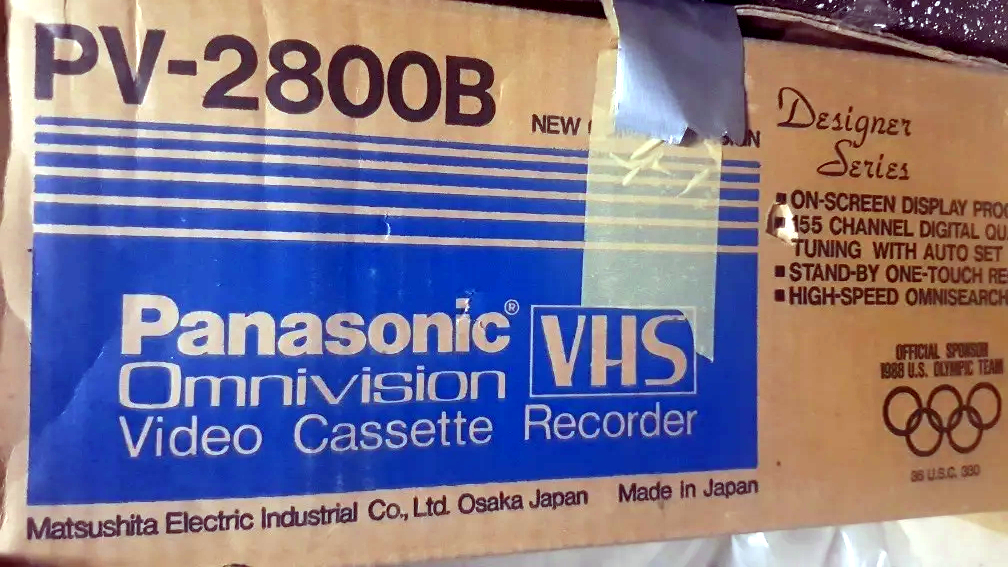 PV-2800B
NEW
Designer
Series
ON-SCREEN DISPLAY
155 CHANNEL DIGITAL
TUNING WITH AUTO SET
STAND-BY ONE-TOUCH
HIGH-SPEED OMNISEARCH
Panasonic®
Omnivision
VHS
Video Cassette Recorder
OFFICIAL SPONSOR
1988 U.S. OLYMPIC TEAM
36 U.S.C. 380
Matsushita Electric Industrial Co., Ltd. Osaka Japan Made in Japan